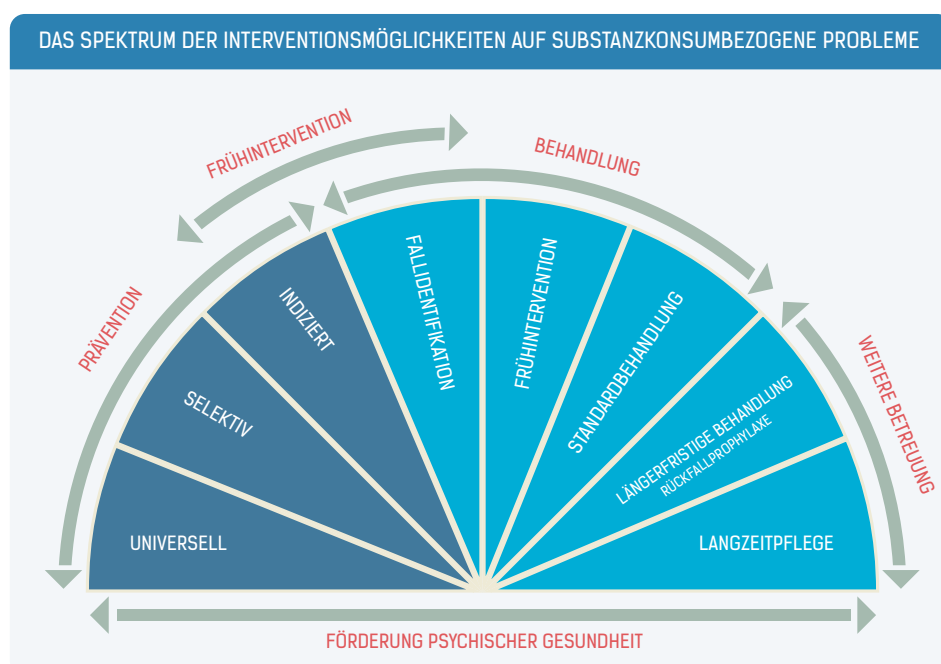 DAS SPEKTRUM DER INTERVENTIONSMÖGLICHKEITEN AUF SUBSTANZKONSUMBEZOGENE PROBLEME
FRÜHINTERVENTION
BEHANDLUNG
PRÄVENTION
WEITERE BETREUUNG
UNIVERSELL
SELEKTIV
INDIZIERT
FALLIDENTIFIKATION
FRÜHINTERVENTION
STANDARDBEHANDLUNG
LÄNGERFRISTIGE BEHANDLUNG
RÜCKFALLPROPHYLAXE
LANGZEITPFLEGE
FÖRDERUNG PSYCHISCHER GESUNDHEIT